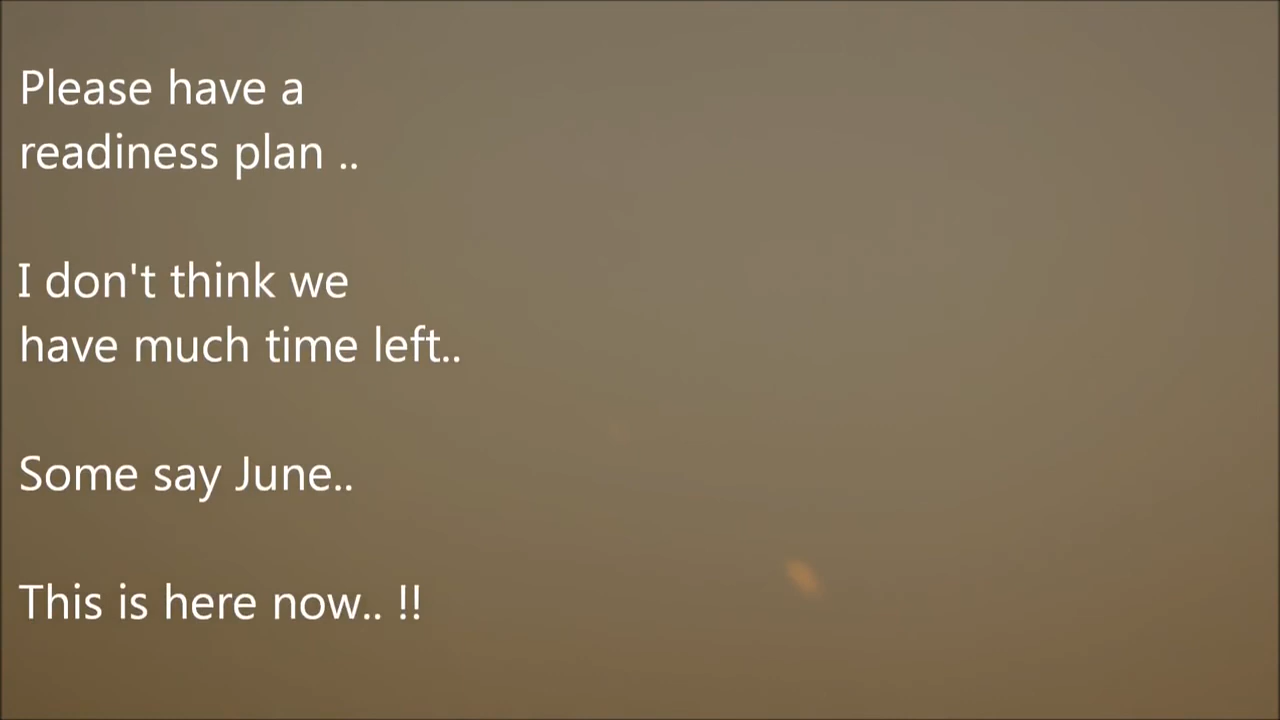 Please have a
readiness plan ..
I don't think we
have much time left..
Some say June..
This is here now.. !!